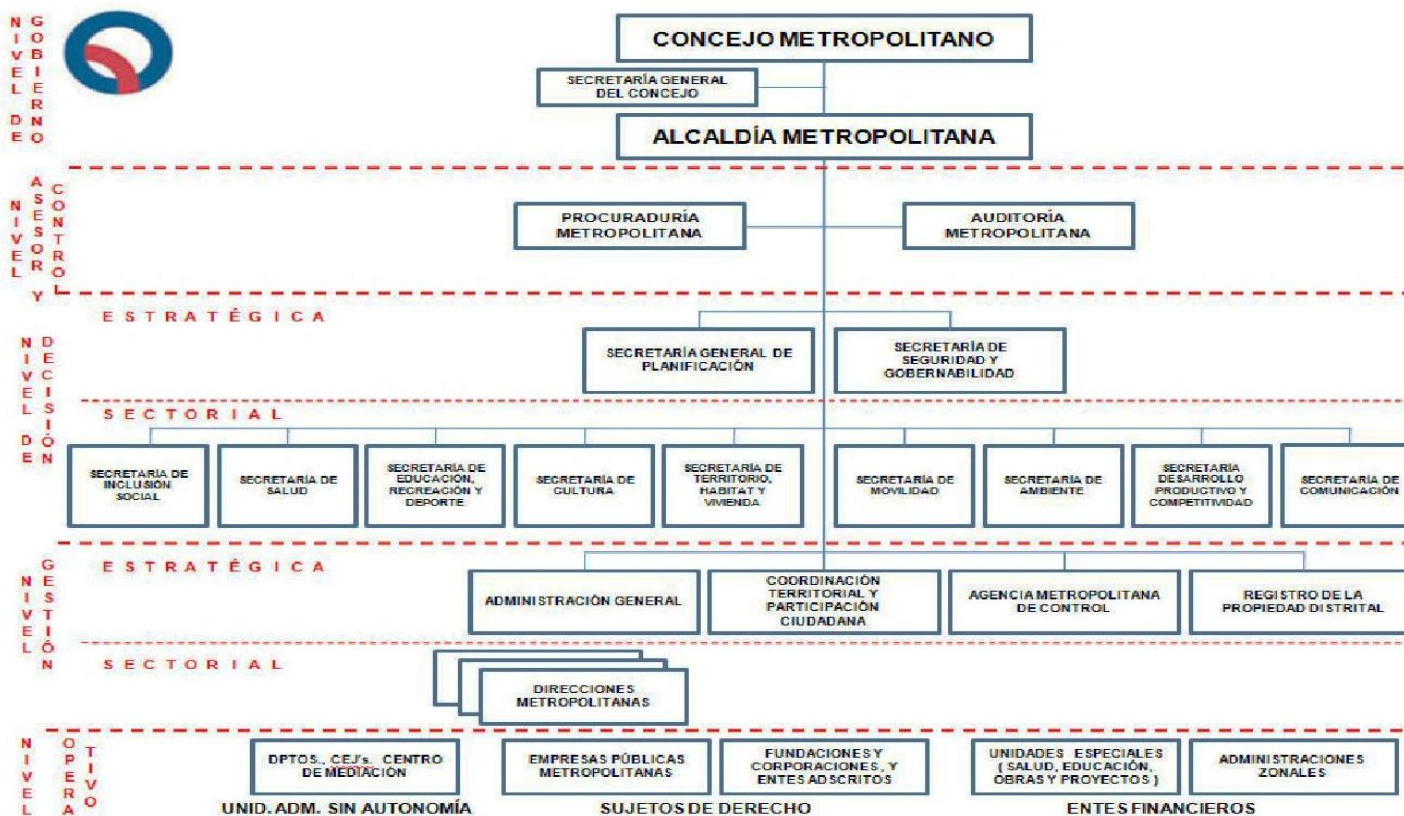 NIVEL DE
GOBIERNO
CONCEJO METROPOLITANO
SECRETARÍA GENERAL
DEL CONCEJO
ALCALDÍA METROPOLITANA
NIVEL
ASESOR Y
CONTROL
PROCURADURÍA
METROPOLITANA
AUDITORÍA
METROPOLITANA
NIVEL DE
DECISIÓN
ESTRATÉGICA
SECRETARÍA GENERAL DE
PLANIFICACIÓN
SECRETARÍA DE
SEGURIDAD Y
GOBERNABILIDAD
SECTORIAL
SECRETARÍA DE
INCLUSIÓN
SOCIAL
SECRETARÍA DE
SALUD
SECRETARÍA DE
EDUCACIÓN,
RECREACIÓN Y
DEPORTE
SECRETARÍA DE
CULTURA
SECRETARÍA DE
TERRITORIO,
HABITAT Y
VIVIENDA
SECRETARÍA DE
MOVILIDAD
SECRETARÍA DE
AMBIENTE
SECRETARÍA
DESARROLLO
PRODUCTIVO Y
COMPETITIVIDAD
SECRETARÍA DE
COMUNICACIÓN
NIVEL
GESTIÓN
ESTRATÉGICA
ADMINISTRACIÓN GENERAL
COORDINACIÓN
TERRITORIAL Y
PARTICIPACIÓN
CIUDADANA
AGENCIA METROPOLITANA
DE CONTROL
REGISTRO DE LA
PROPIEDAD DISTRITAL
SECTORIAL
DIRECCIONES
METROPOLITANAS
NIVEL
OPERA
TIVO
DPTOS., CEJ's. CENTRO
DE MEDIACIÓN
EMPRESAS PÚBLICAS
METROPOLITANAS
FUNDACIONES Y
CORPORACIONES, Y
ENTES ADSCRITOS
UNIDADES ESPECIALES
( SALUD, EDUCACIÓN,
OBRAS Y PROYECTOS )
ADMINISTRACIONES
ZONALES
UNID. ADM. SIN AUTONOMÍA
SUJETOS DE DERECHO
ENTES FINANCIEROS